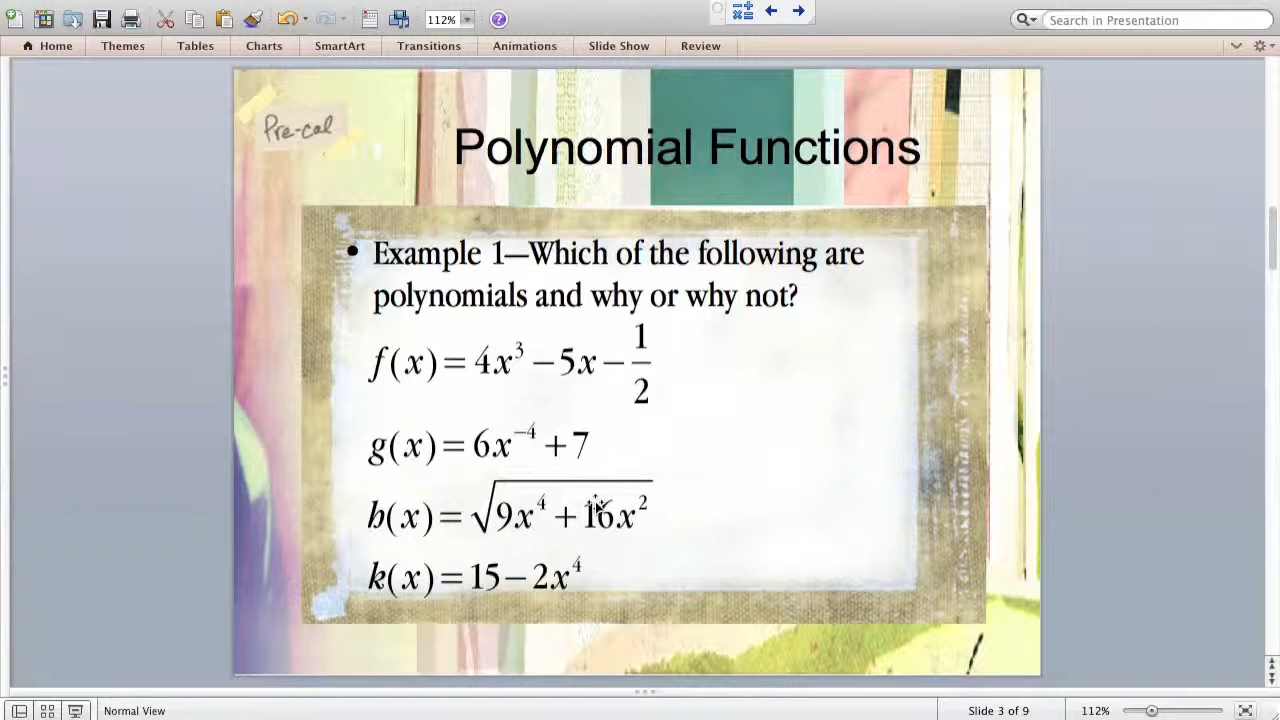 112%
Search in Presentation
Home Themes Tables Charts SmartArt Transitions Animations Slide Show Review
Pre-cal
Polynomial Functions
• Example 1—Which of the following are
polynomials and why or why not?
f(x) = 4x³ − 5x − 1/2
g(x) = 6x⁻⁴ + 7
h(x) = √(9x⁴ + 16x²)
k(x) = 15 − 2x⁴
Normal View Slide 3 of 9 112%